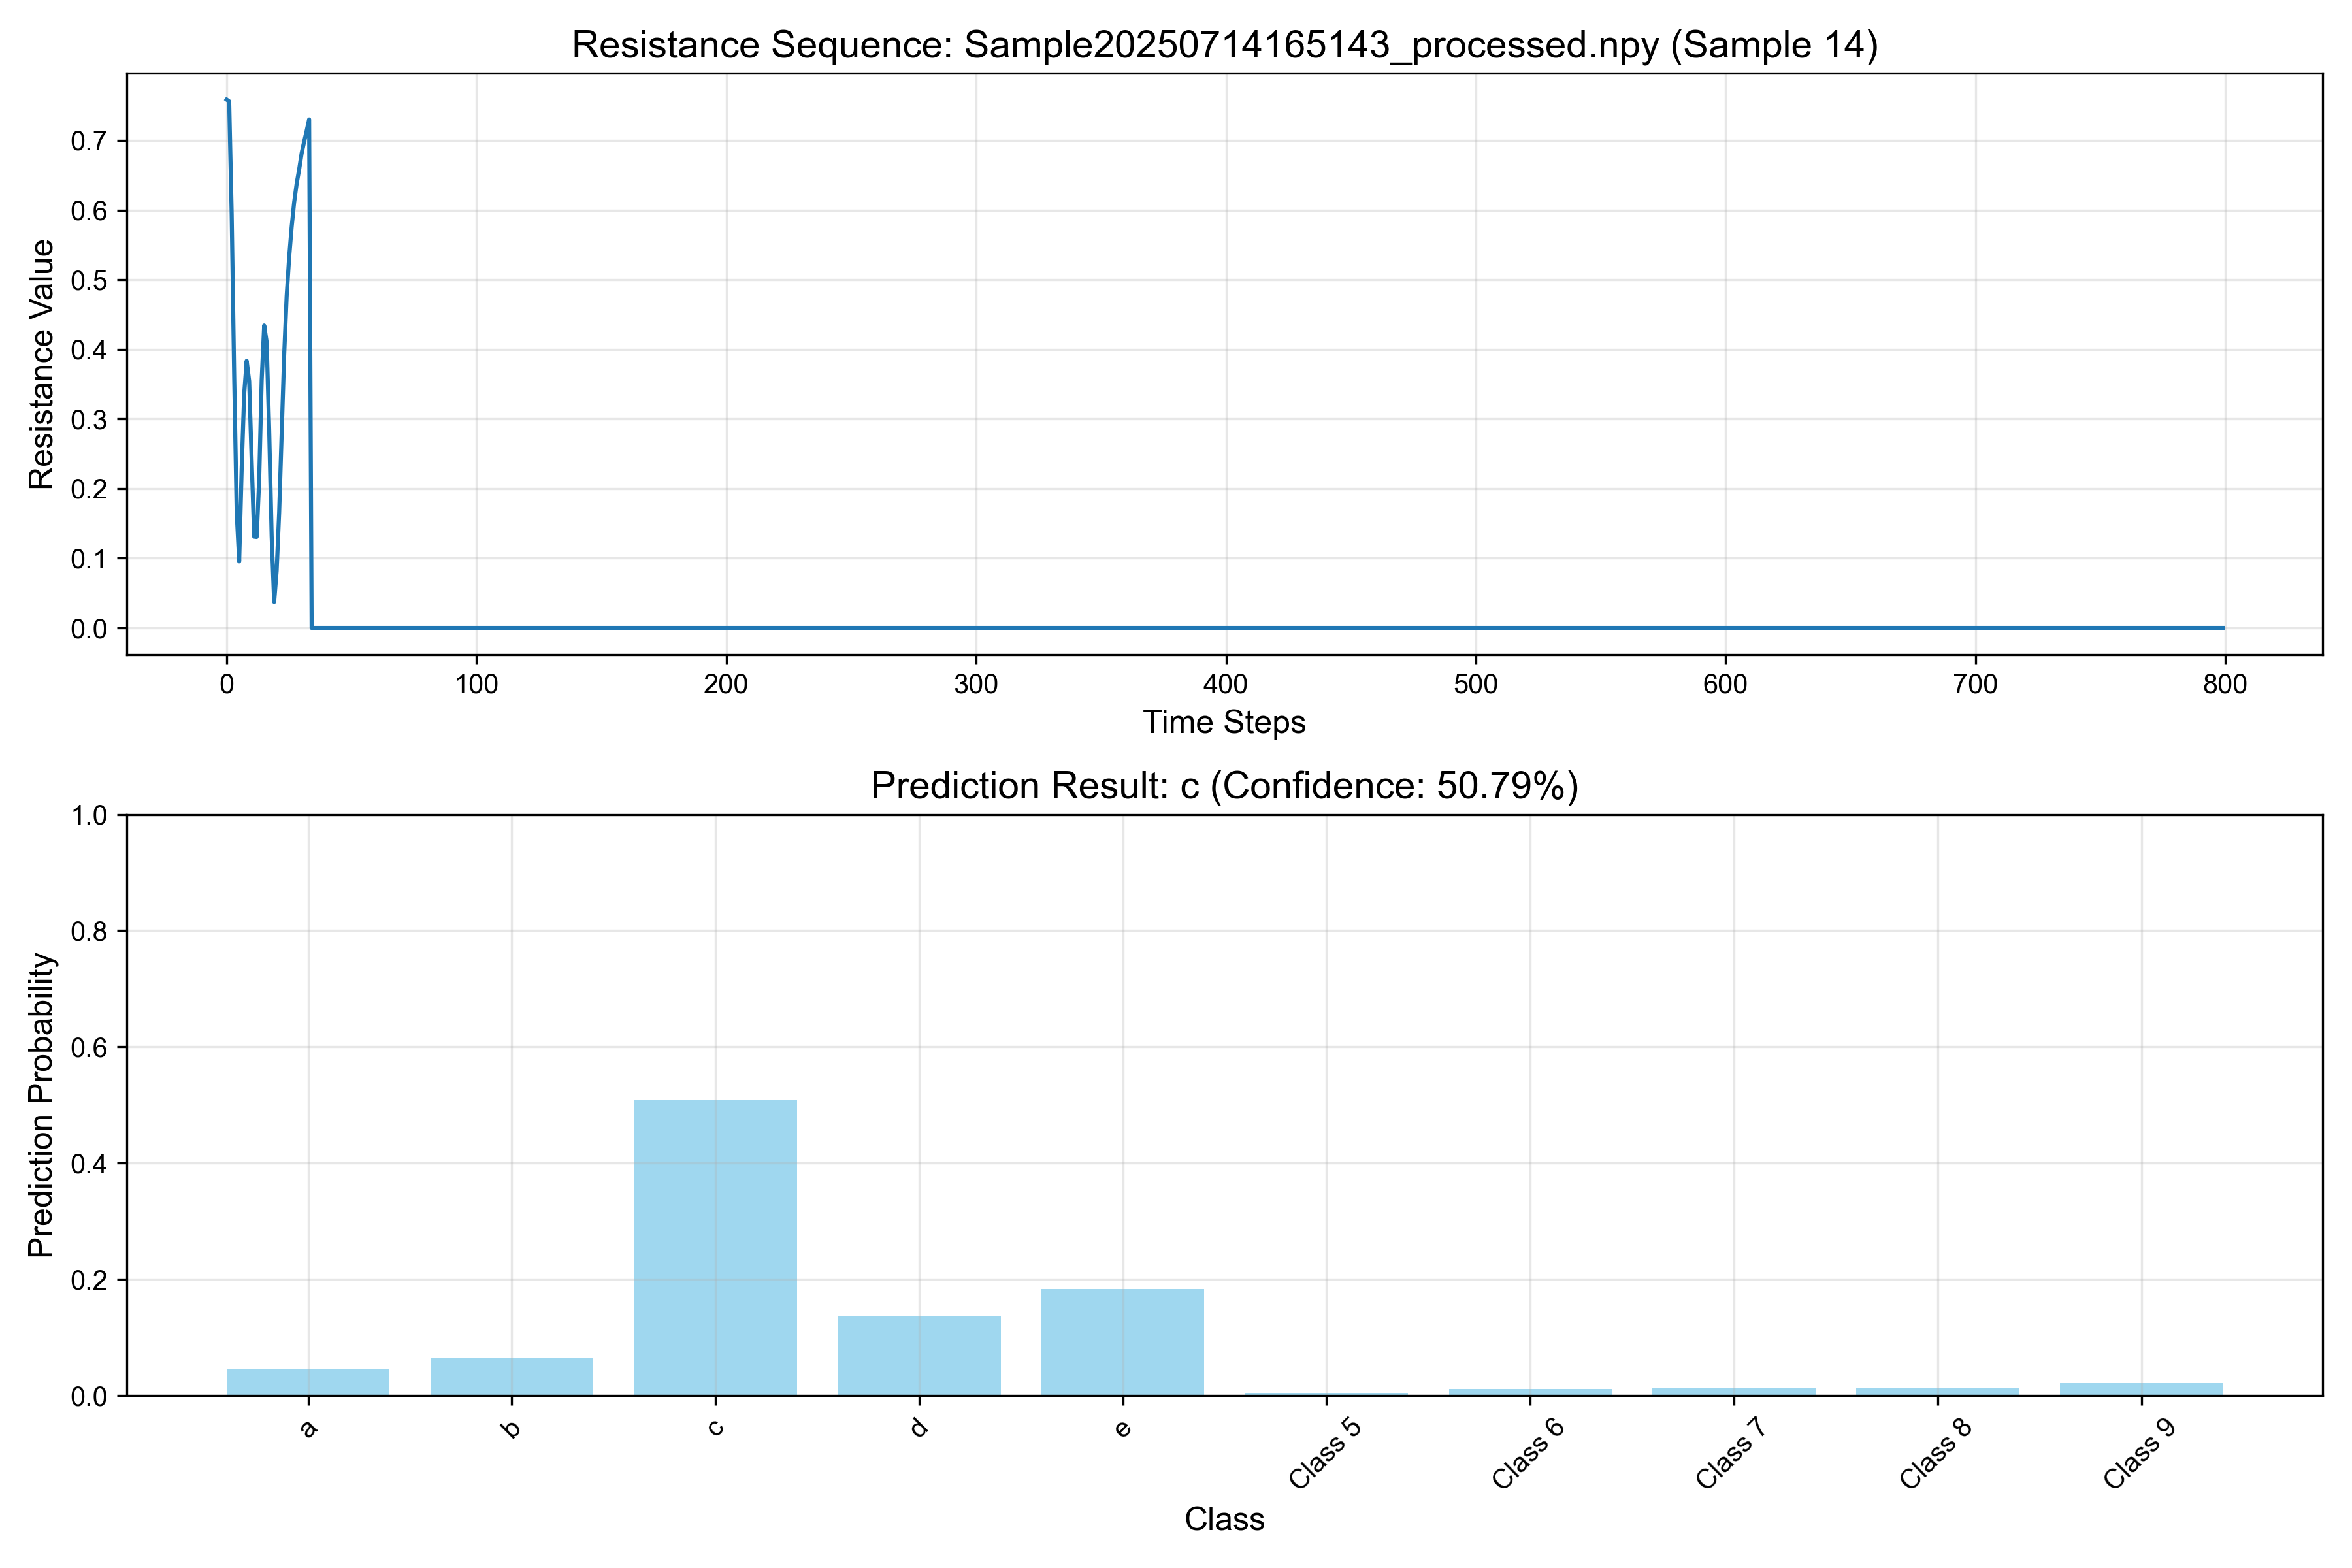 Resistance Sequence: Sample20250714165143_processed.npy (Sample 14)
Resistance Value
0.7
0.6
0.5
0.4
0.3
0.2
0.1
0.0
0 100 200 300 400 500 600 700 800
Time Steps
Prediction Result: c (Confidence: 50.79%)
Prediction Probability
1.0
0.8
0.6
0.4
0.2
0.0
a b c d e Class 5 Class 6 Class 7 Class 8 Class 9
Class